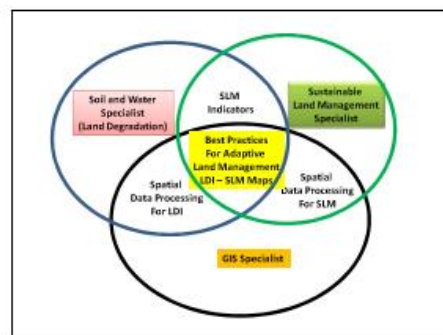 SLM
Indicators
Soil and Water
Specialist
(Land Degradation)
Sustainable
Land Management
Specialist
Best Practices
For Adaptive
Land Management
LDI – SLM Maps
Spatial
Data Processing
For LDI
Spatial
Data Processing
For SLM
GIS Specialist